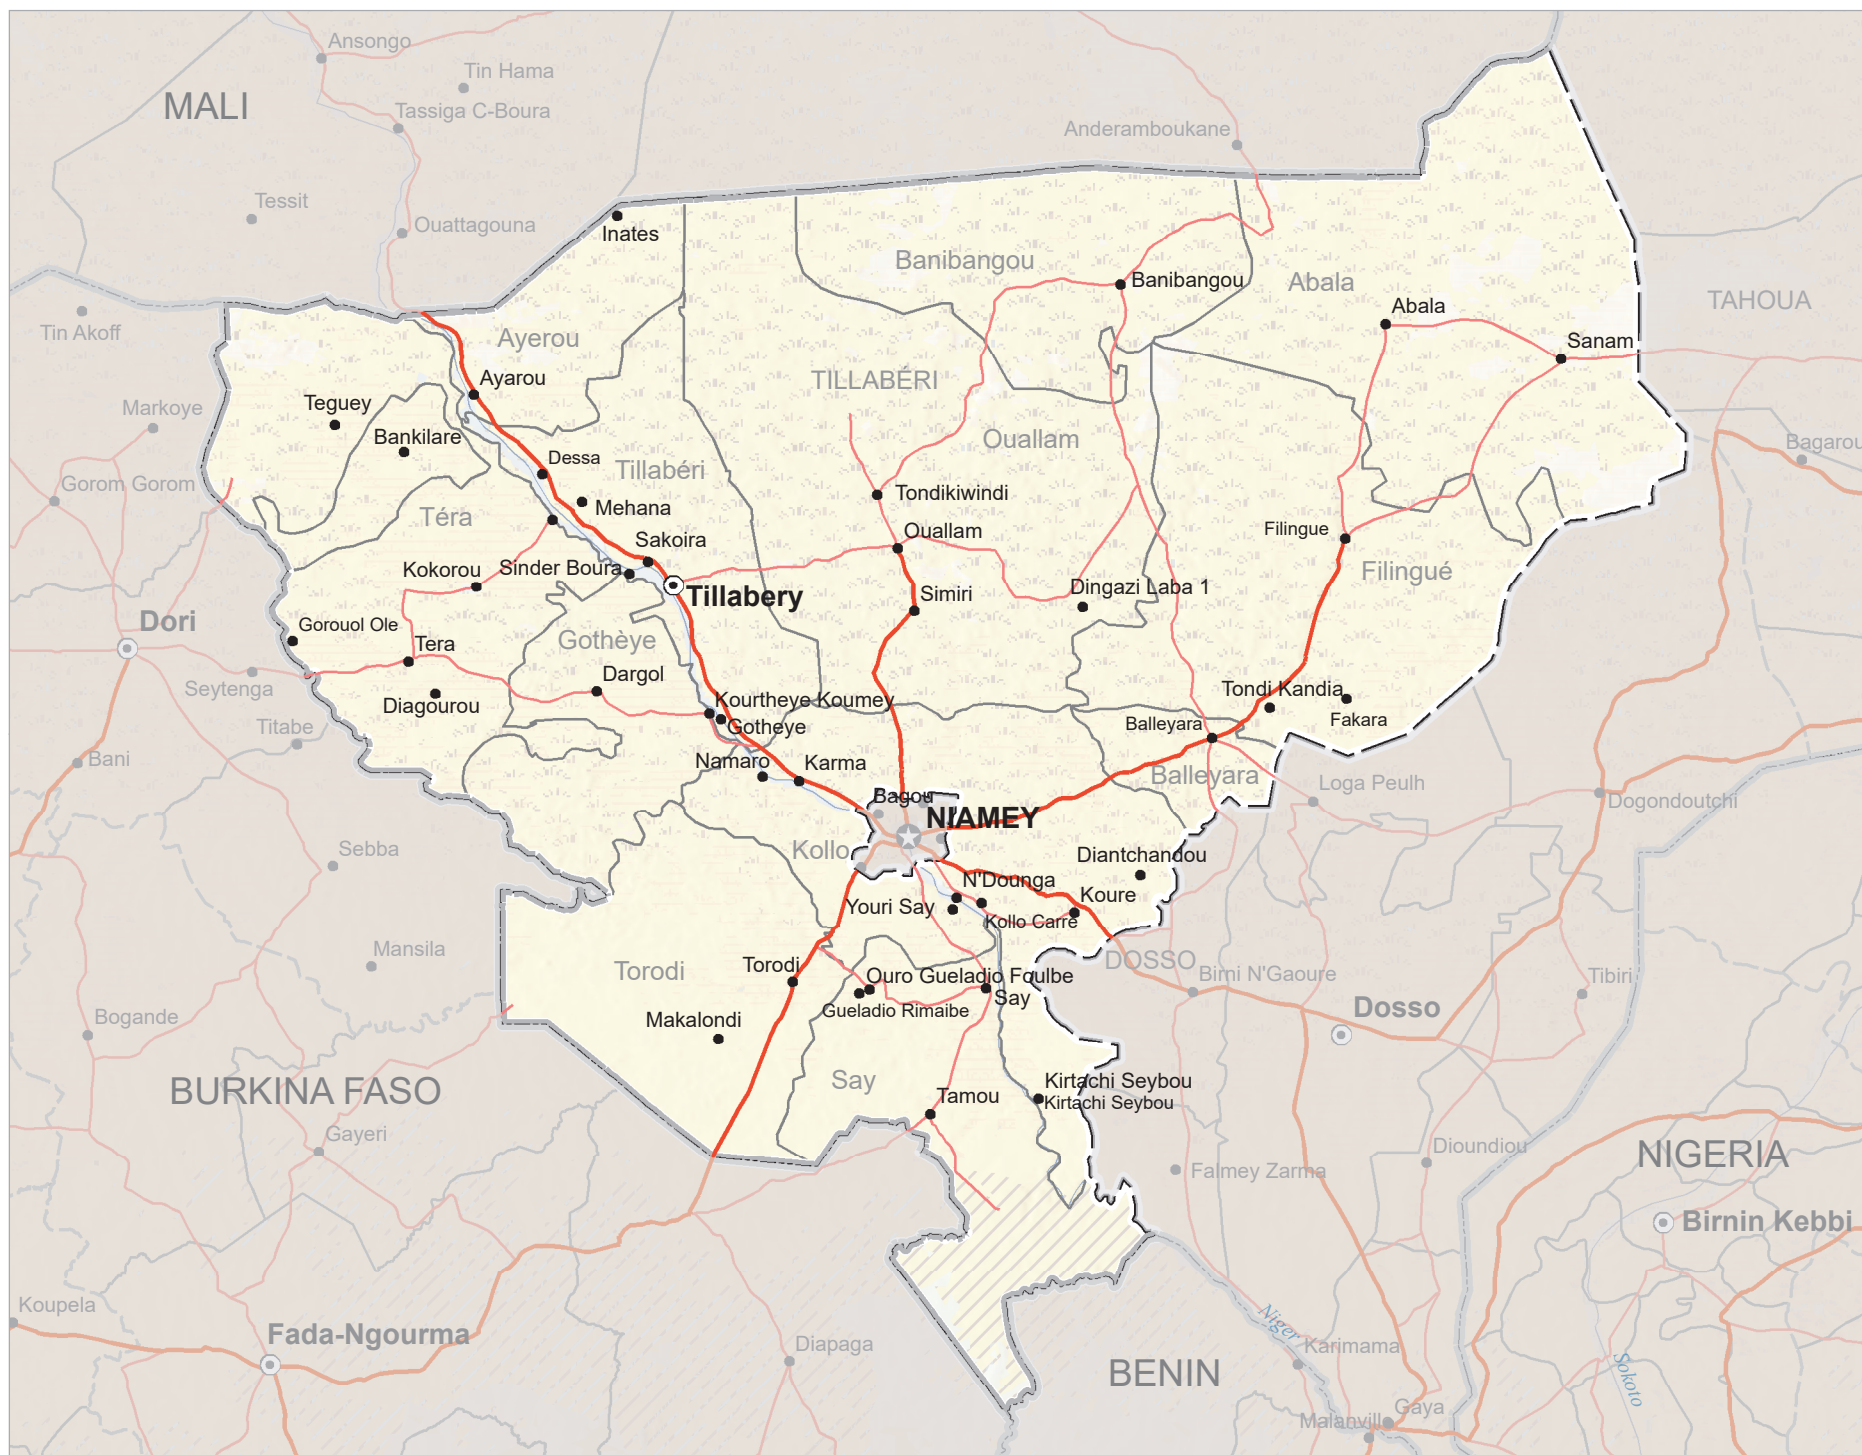 Ansongo
Tin Hama
MALI
Tassiga C-Boura
Anderamboukane
Tessit
Ouattagouna
Inates
Banibangou
Banibangou
Abala
Abala
TAHOUA
Tin Akoff
Ayerou
Sanam
Ayarou
TILLABÉRI
Markoye
Teguey
Bankilare
Ouallam
Bagarou
Dessa
Tillabéri
Gorom Gorom
Tondikiwindi
Mehana
Téra
Ouallam
Filingue
Sakoira
Kokorou
Sinder Boura
Filingué
Tillabery
Simiri
Dingazi Laba 1
Dori
Gorouol Ole
Gothèye
Tera
Dargol
Seytenga
Tondi Kandia
Diagourou
Kourtheye Koumey
Fakara
Titabe
Gotheye
Balleyara
Bani
Namaro
Karma
Balleyara
Loga Peulh
Bagou
Dogondoutchi
NIAMEY
Sebba
Kollo
Diantchandou
N'Dounga
Koure
Youri Say
Kollo Carre
Mansila
DOSSO
Torodi
Torodi
Ouro Gueladio Foulbe
Birni N'Gaoure
Tibiri
Say
Gueladio Rimaibe
Dosso
Bogande
Makalondi
Say
Kirtachi Seybou
BURKINA FASO
Tamou
Kirtachi Seybou
Gayeri
Dioundiou
NIGERIA
Falmey Zarma
Birnin Kebbi
Koupela
Niger
Fada-Ngourma
Diapaga
Karimama
BENIN
Sokoto
Gaya
Malanville